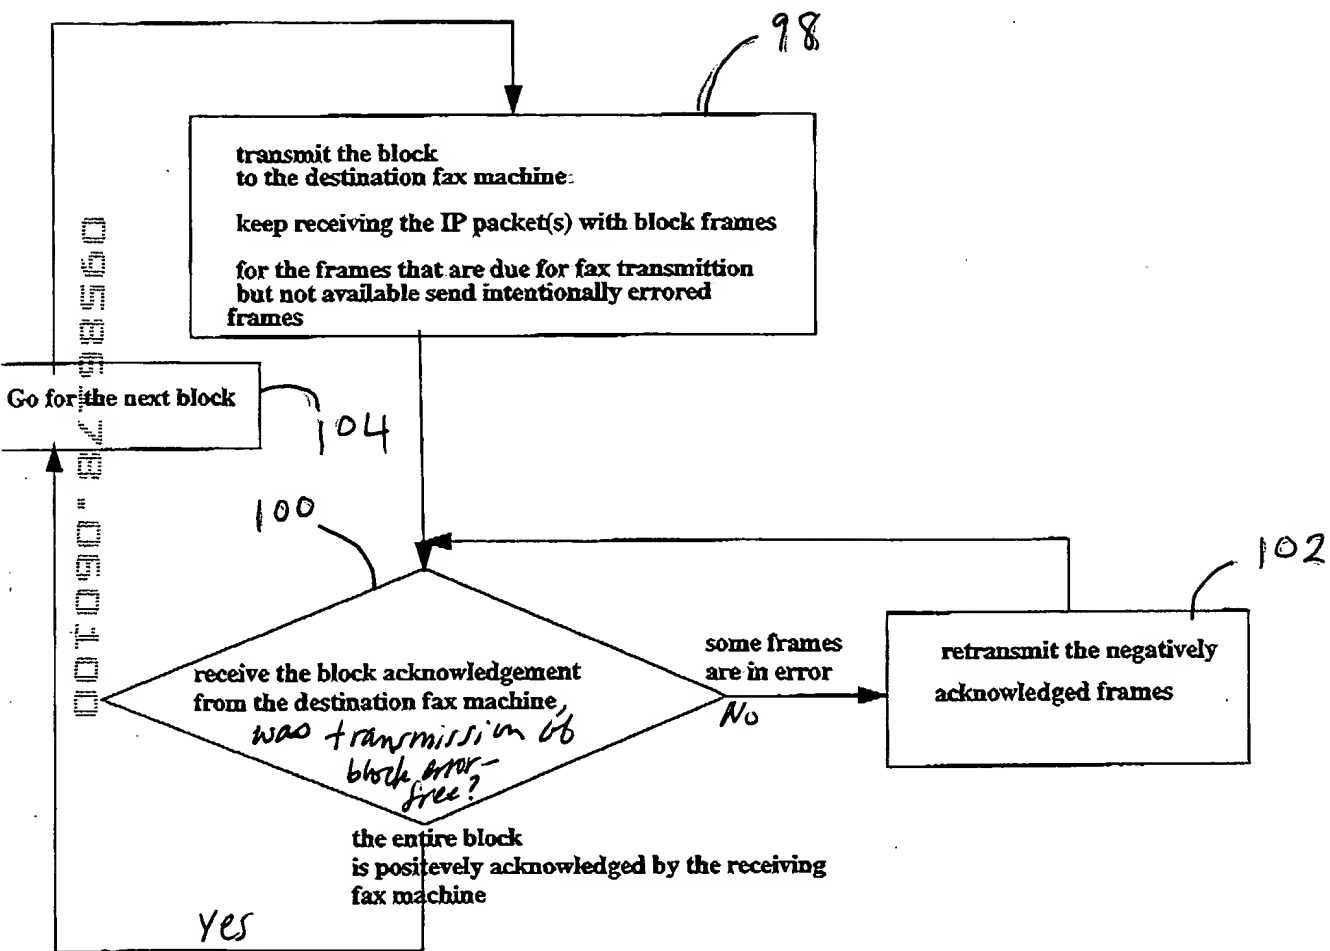 98
transmit the block
to the destination fax machine:
keep receiving the IP packet(s) with block frames
for the frames that are due for fax transmittion
but not available send intentionally errored
frames
Go for the next block
104
09586778.060100
100
receive the block acknowledgement
from the destination fax machine,
was transmission of
block error-
free?
some frames
are in error
No
102
retransmit the negatively
acknowledged frames
the entire block
is positevely acknowledged by the receiving
fax machine
Yes